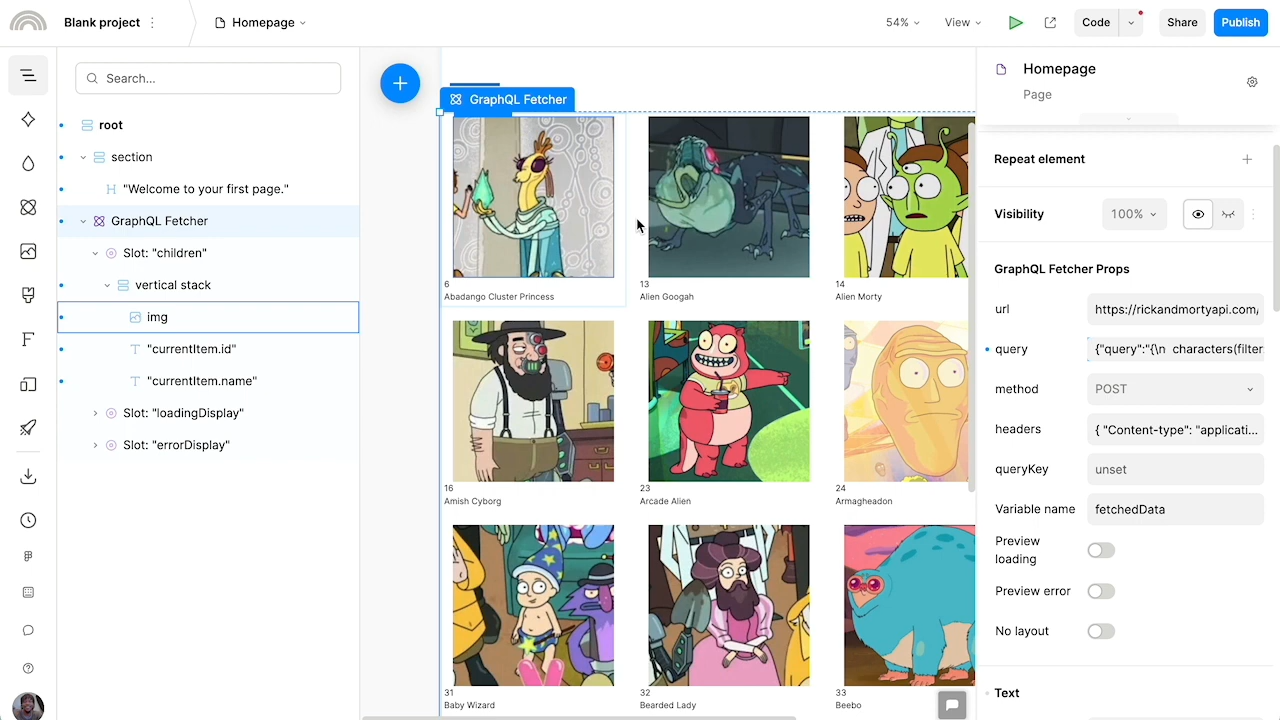 Blank project
Homepage
54%
View
Code
Share
Publish
Search...
root
section
"Welcome to your first page."
GraphQL Fetcher
Slot: "children"
vertical stack
img
"currentItem.id"
"currentItem.name"
Slot: "loadingDisplay"
Slot: "errorDisplay"
GraphQL Fetcher
6
Abadango Cluster Princess
13
Alien Googah
14
Alien Morty
16
Amish Cyborg
23
Arcade Alien
24
Armagheadon
31
Baby Wizard
32
Bearded Lady
33
Beebo
Homepage
Page
Repeat element
Visibility
100%
GraphQL Fetcher Props
url
https://rickandmortyapi.com/
query
{"query":"{\n characters(filter
method
POST
headers
{ "Content-type": "applicati...
queryKey
unset
Variable name
fetchedData
Preview
loading
Preview error
No layout
Text